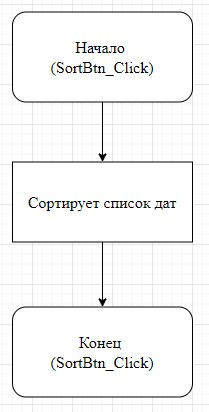 Начало
(SortBtn_Click)
Сортирует список дат
Конец
(SortBtn_Click)